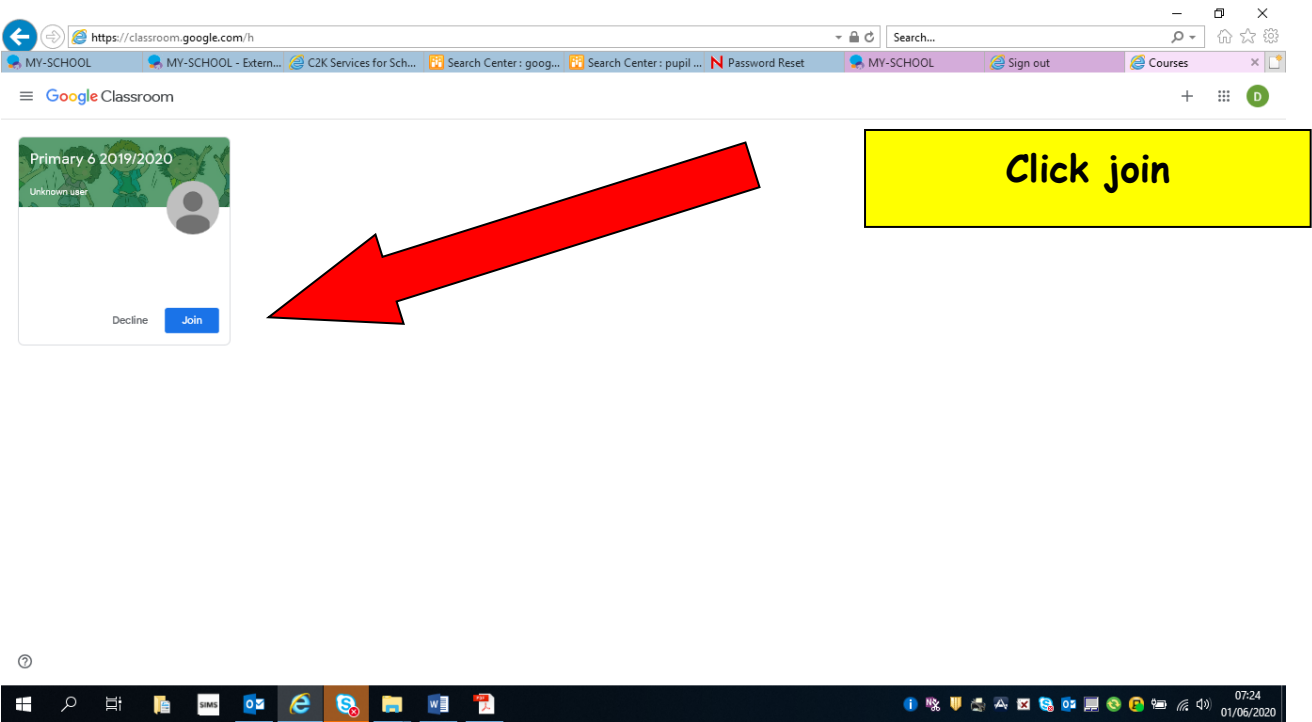 https://classroom.google.com/h
Search...
MY-SCHOOL
MY-SCHOOL - Extern...
C2K Services for Sch...
Search Center : goog...
Search Center : pupil ...
Password Reset
MY-SCHOOL
Sign out
Courses
Google Classroom
D
Primary 6 2019/2020
Unknown user
Click join
Decline
Join
SIMS
07:24
01/06/2020